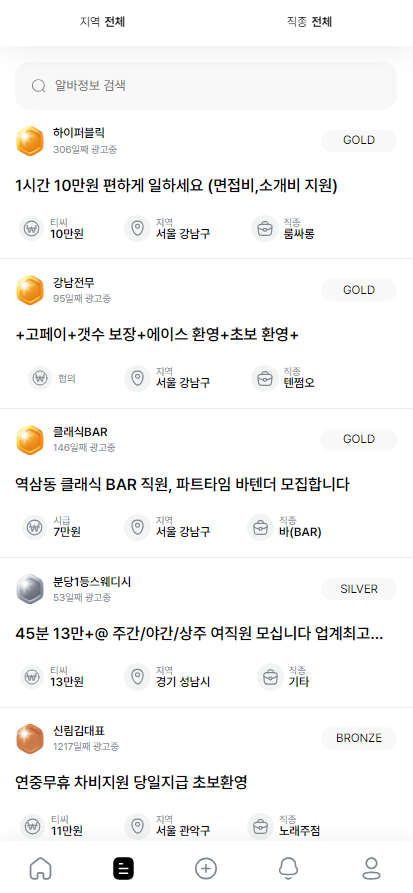 지역 전체 직종 전체
알바정보 검색
하이퍼블릭
306일째 광고중
GOLD
1시간 10만원 편하게 일하세요 (면접비,소개비 지원)
티씨 지역 직종
10만원 서울 강남구 룸싸롱
강남전무
95일째 광고중
GOLD
+고페이+갯수 보장+에이스 환영+초보 환영+
지역 직종
협의 서울 강남구 텐쩜오
클래식BAR
146일째 광고중
GOLD
역삼동 클래식 BAR 직원, 파트타임 바텐더 모집합니다
시급 지역 직종
7만원 서울 강남구 바(BAR)
분당1등스웨디시
53일째 광고중
SILVER
45분 13만+@ 주간/야간/상주 여직원 모십니다 업계최고...
티씨 지역 직종
13만원 경기 성남시 기타
신림김대표
1217일째 광고중
BRONZE
연중무휴 차비지원 당일지급 초보환영
티씨 지역 직종
11만원 서울 관악구 노래주점